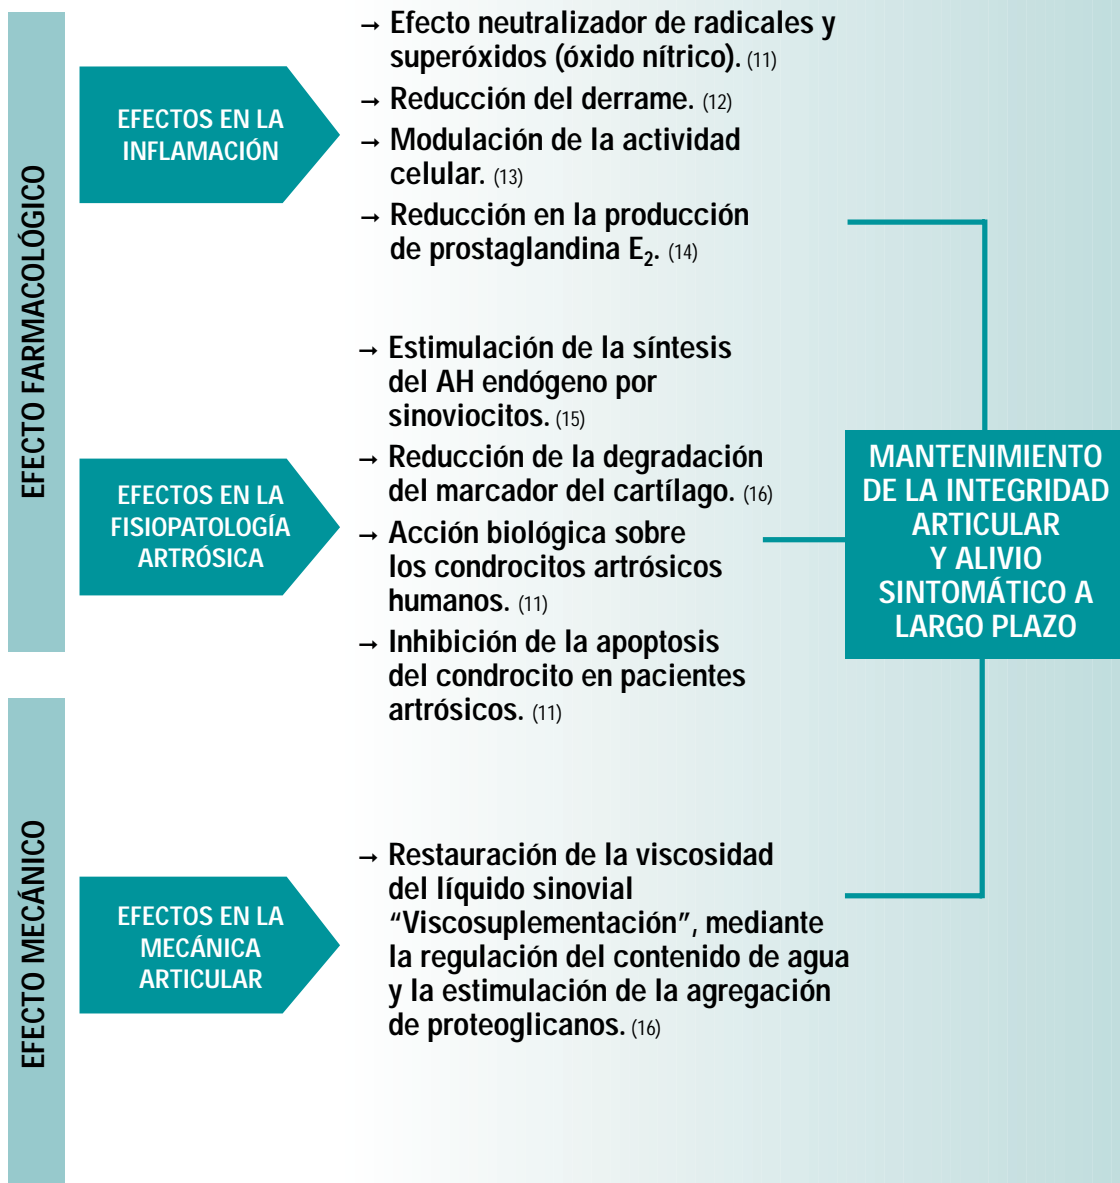 EFECTO FARMACOLÓGICO
EFECTOS EN LA
INFLAMACIÓN
→ Efecto neutralizador de radicales y
superóxidos (óxido nítrico). (11)
→ Reducción del derrame. (12)
→ Modulación de la actividad
celular. (13)
→ Reducción en la producción
de prostaglandina E₂. (14)
EFECTOS EN LA
FISIOPATOLOGÍA
ARTRÓSICA
→ Estimulación de la síntesis
del AH endógeno por
sinoviocitos. (15)
→ Reducción de la degradación
del marcador del cartílago. (16)
→ Acción biológica sobre
los condrocitos artrósicos
humanos. (11)
→ Inhibición de la apoptosis
del condrocito en pacientes
artrósicos. (11)
EFECTO MECÁNICO
EFECTOS EN LA
MECÁNICA
ARTICULAR
→ Restauración de la viscosidad
del líquido sinovial
“Viscosuplementación”, mediante
la regulación del contenido de agua
y la estimulación de la agregación
de proteoglicanos. (16)
MANTENIMIENTO
DE LA INTEGRIDAD
ARTICULAR
Y ALIVIO
SINTOMÁTICO A
LARGO PLAZO